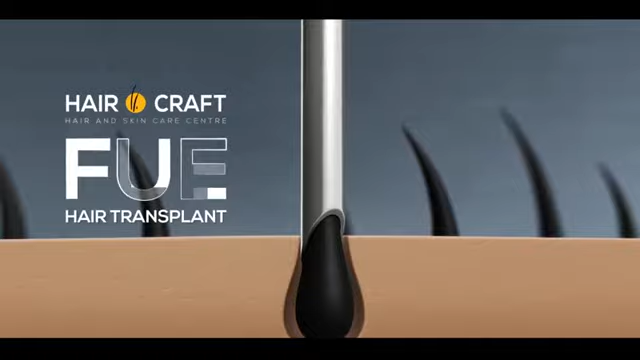 HAIR CRAFT
HAIR AND SKIN CARE CENTRE
FUE
HAIR TRANSPLANT